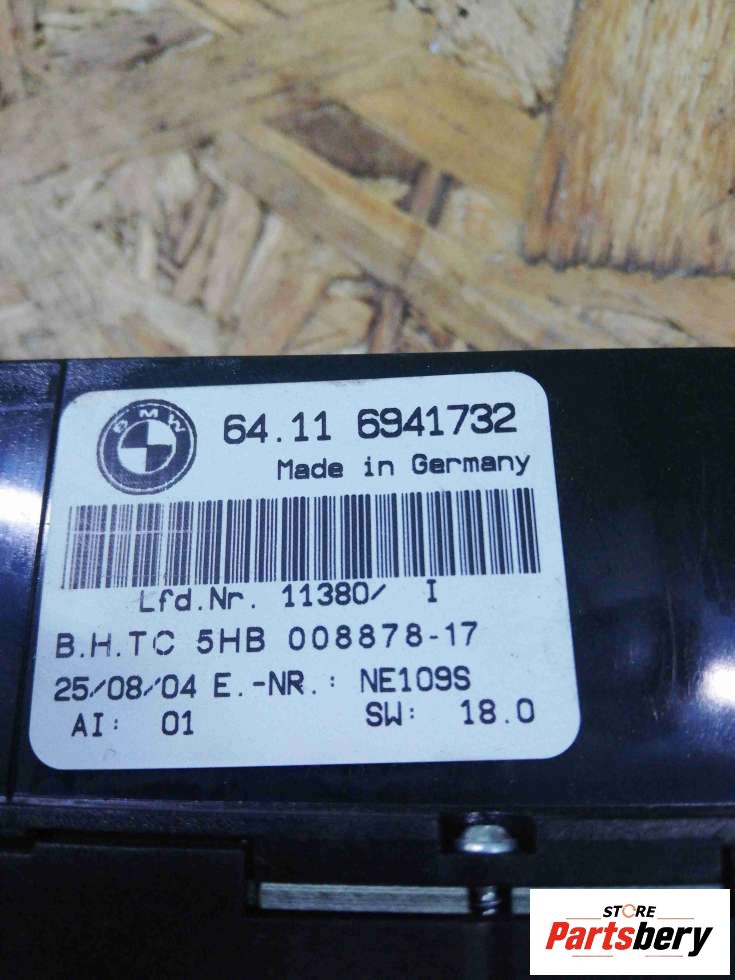 BMW
64.11 6941732
Made in Germany
Lfd.Nr. 11380/ I
B.H.TC 5HB 008878-17
25/08/04 E.-NR.: NE109S
AI: 01 SW: 18.0
STORE
Partsbery